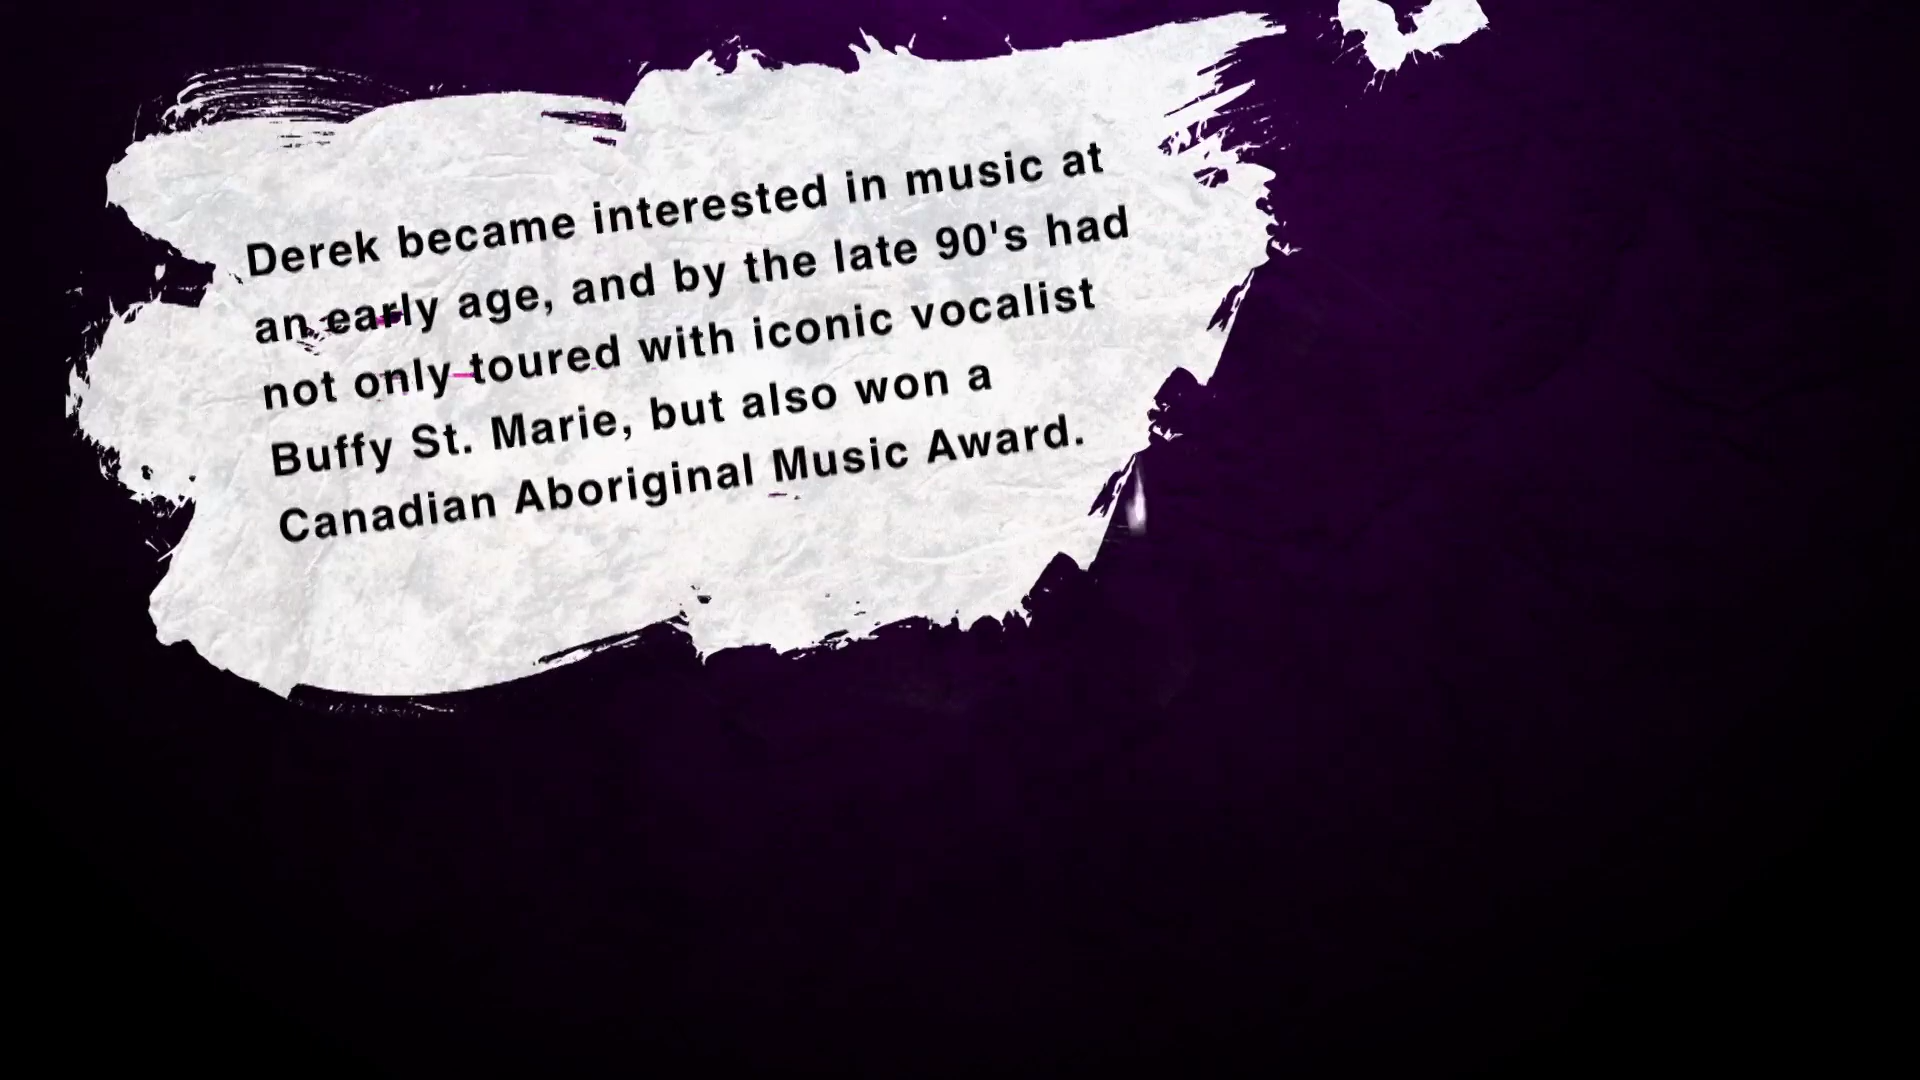 Derek became interested in music at
an early age, and by the late 90's had
not only toured with iconic vocalist
Buffy St. Marie, but also won a
Canadian Aboriginal Music Award.